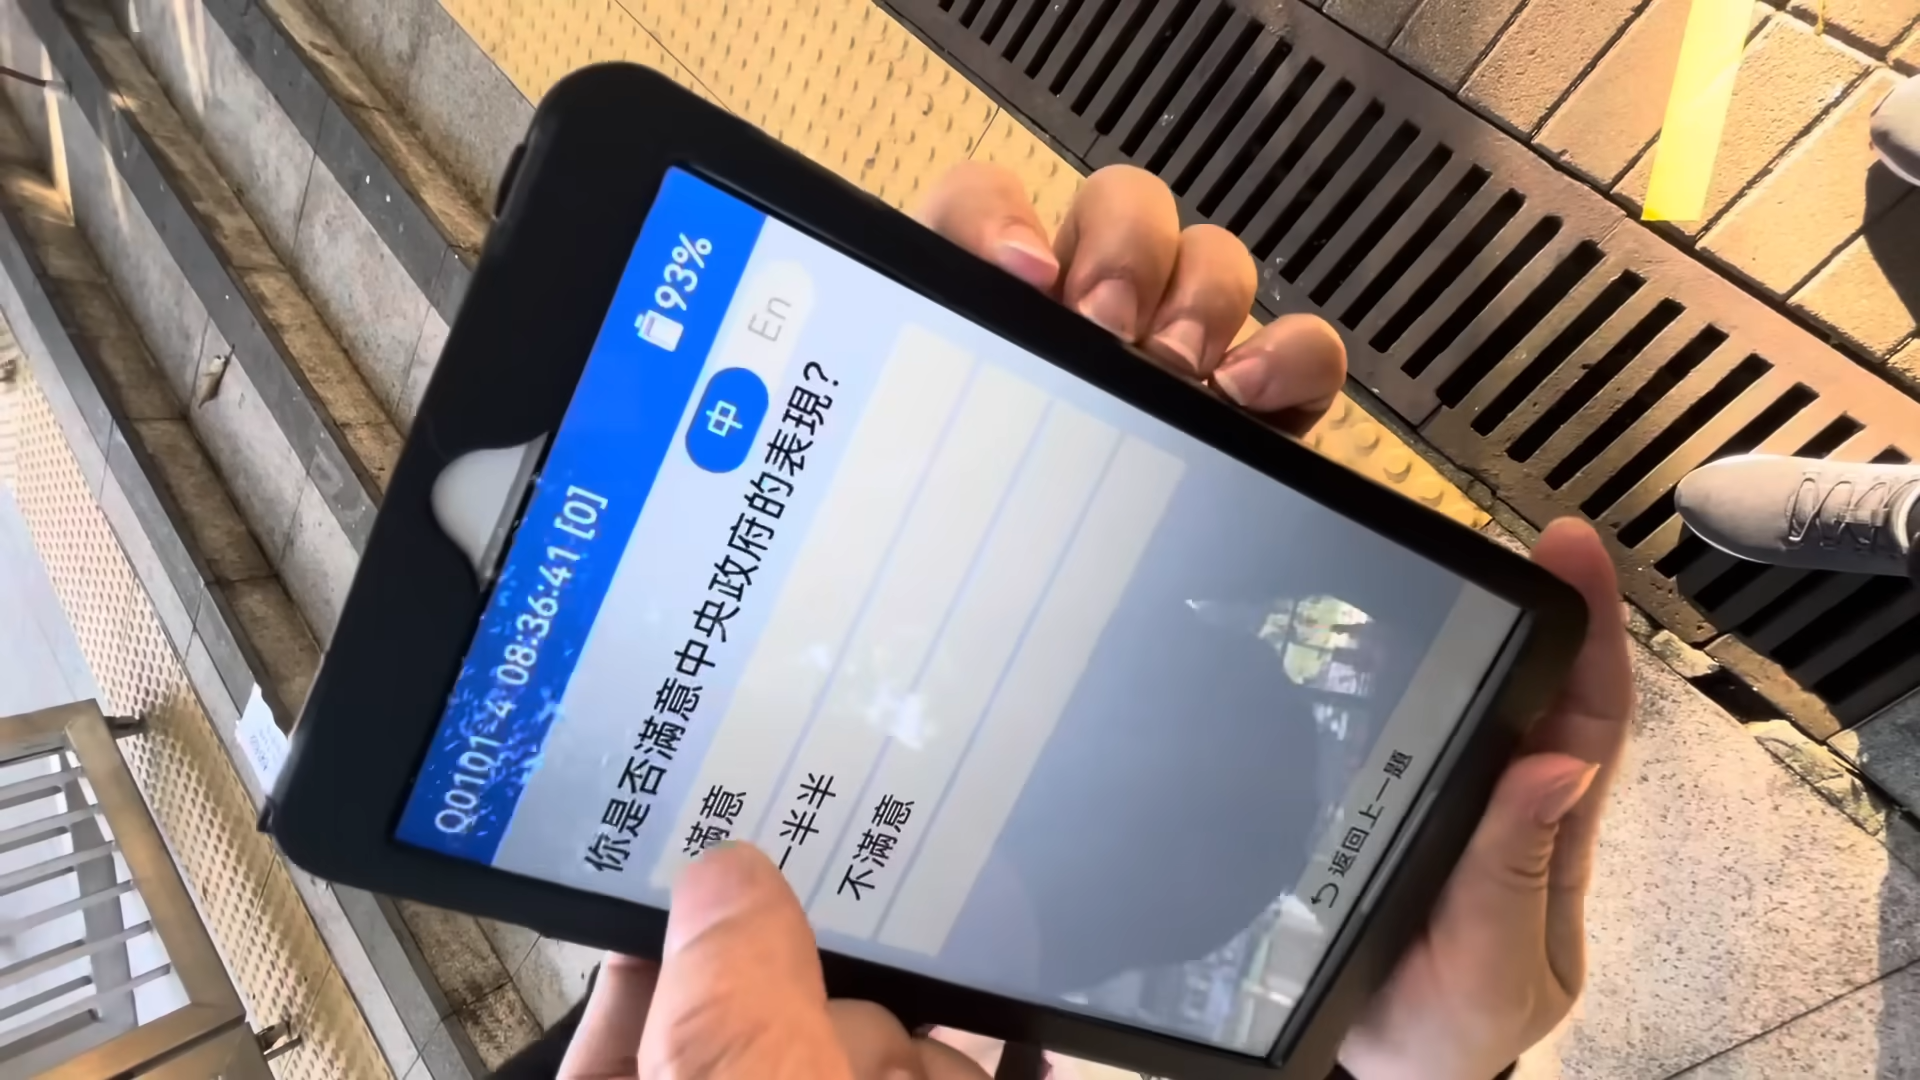 Q0101-4 08:36:41 [0]
93%
中 En
你是否滿意中央政府的表現?
滿意
一半半
不滿意
返回上一題